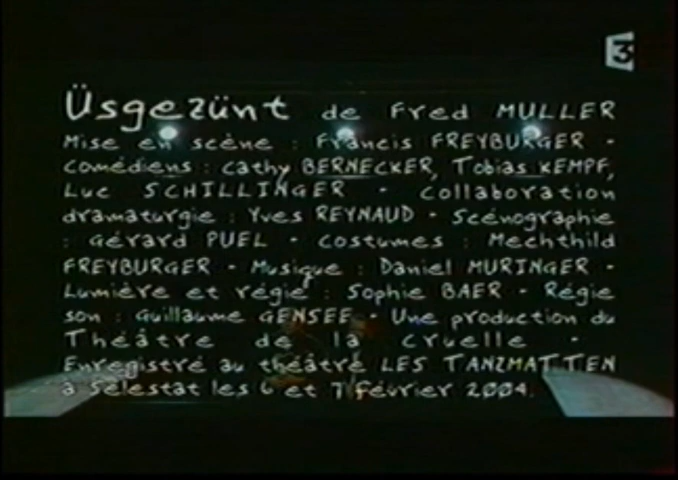 3
Üsgezünt de Fred MULLER
Mise en scène : Francis FREYBURGER -
Comédiens : Cathy BERNECKER, Tobias KEMPF,
Luc SCHILLINGER - Collaboration
dramaturgie : Yves REYNAUD - Scénographie
: Gérard PUEL - Costumes : Mechthild
FREYBURGER - Musique : Daniel MURINGER -
Lumière et régie : Sophie BAER - Régie
son : Guillaume GENSEE - Une production du
Théâtre de la Cruelle -
Enregistré au théâtre LES TANZMATTEN
à Sélestat les 6 et 7 février 2004.